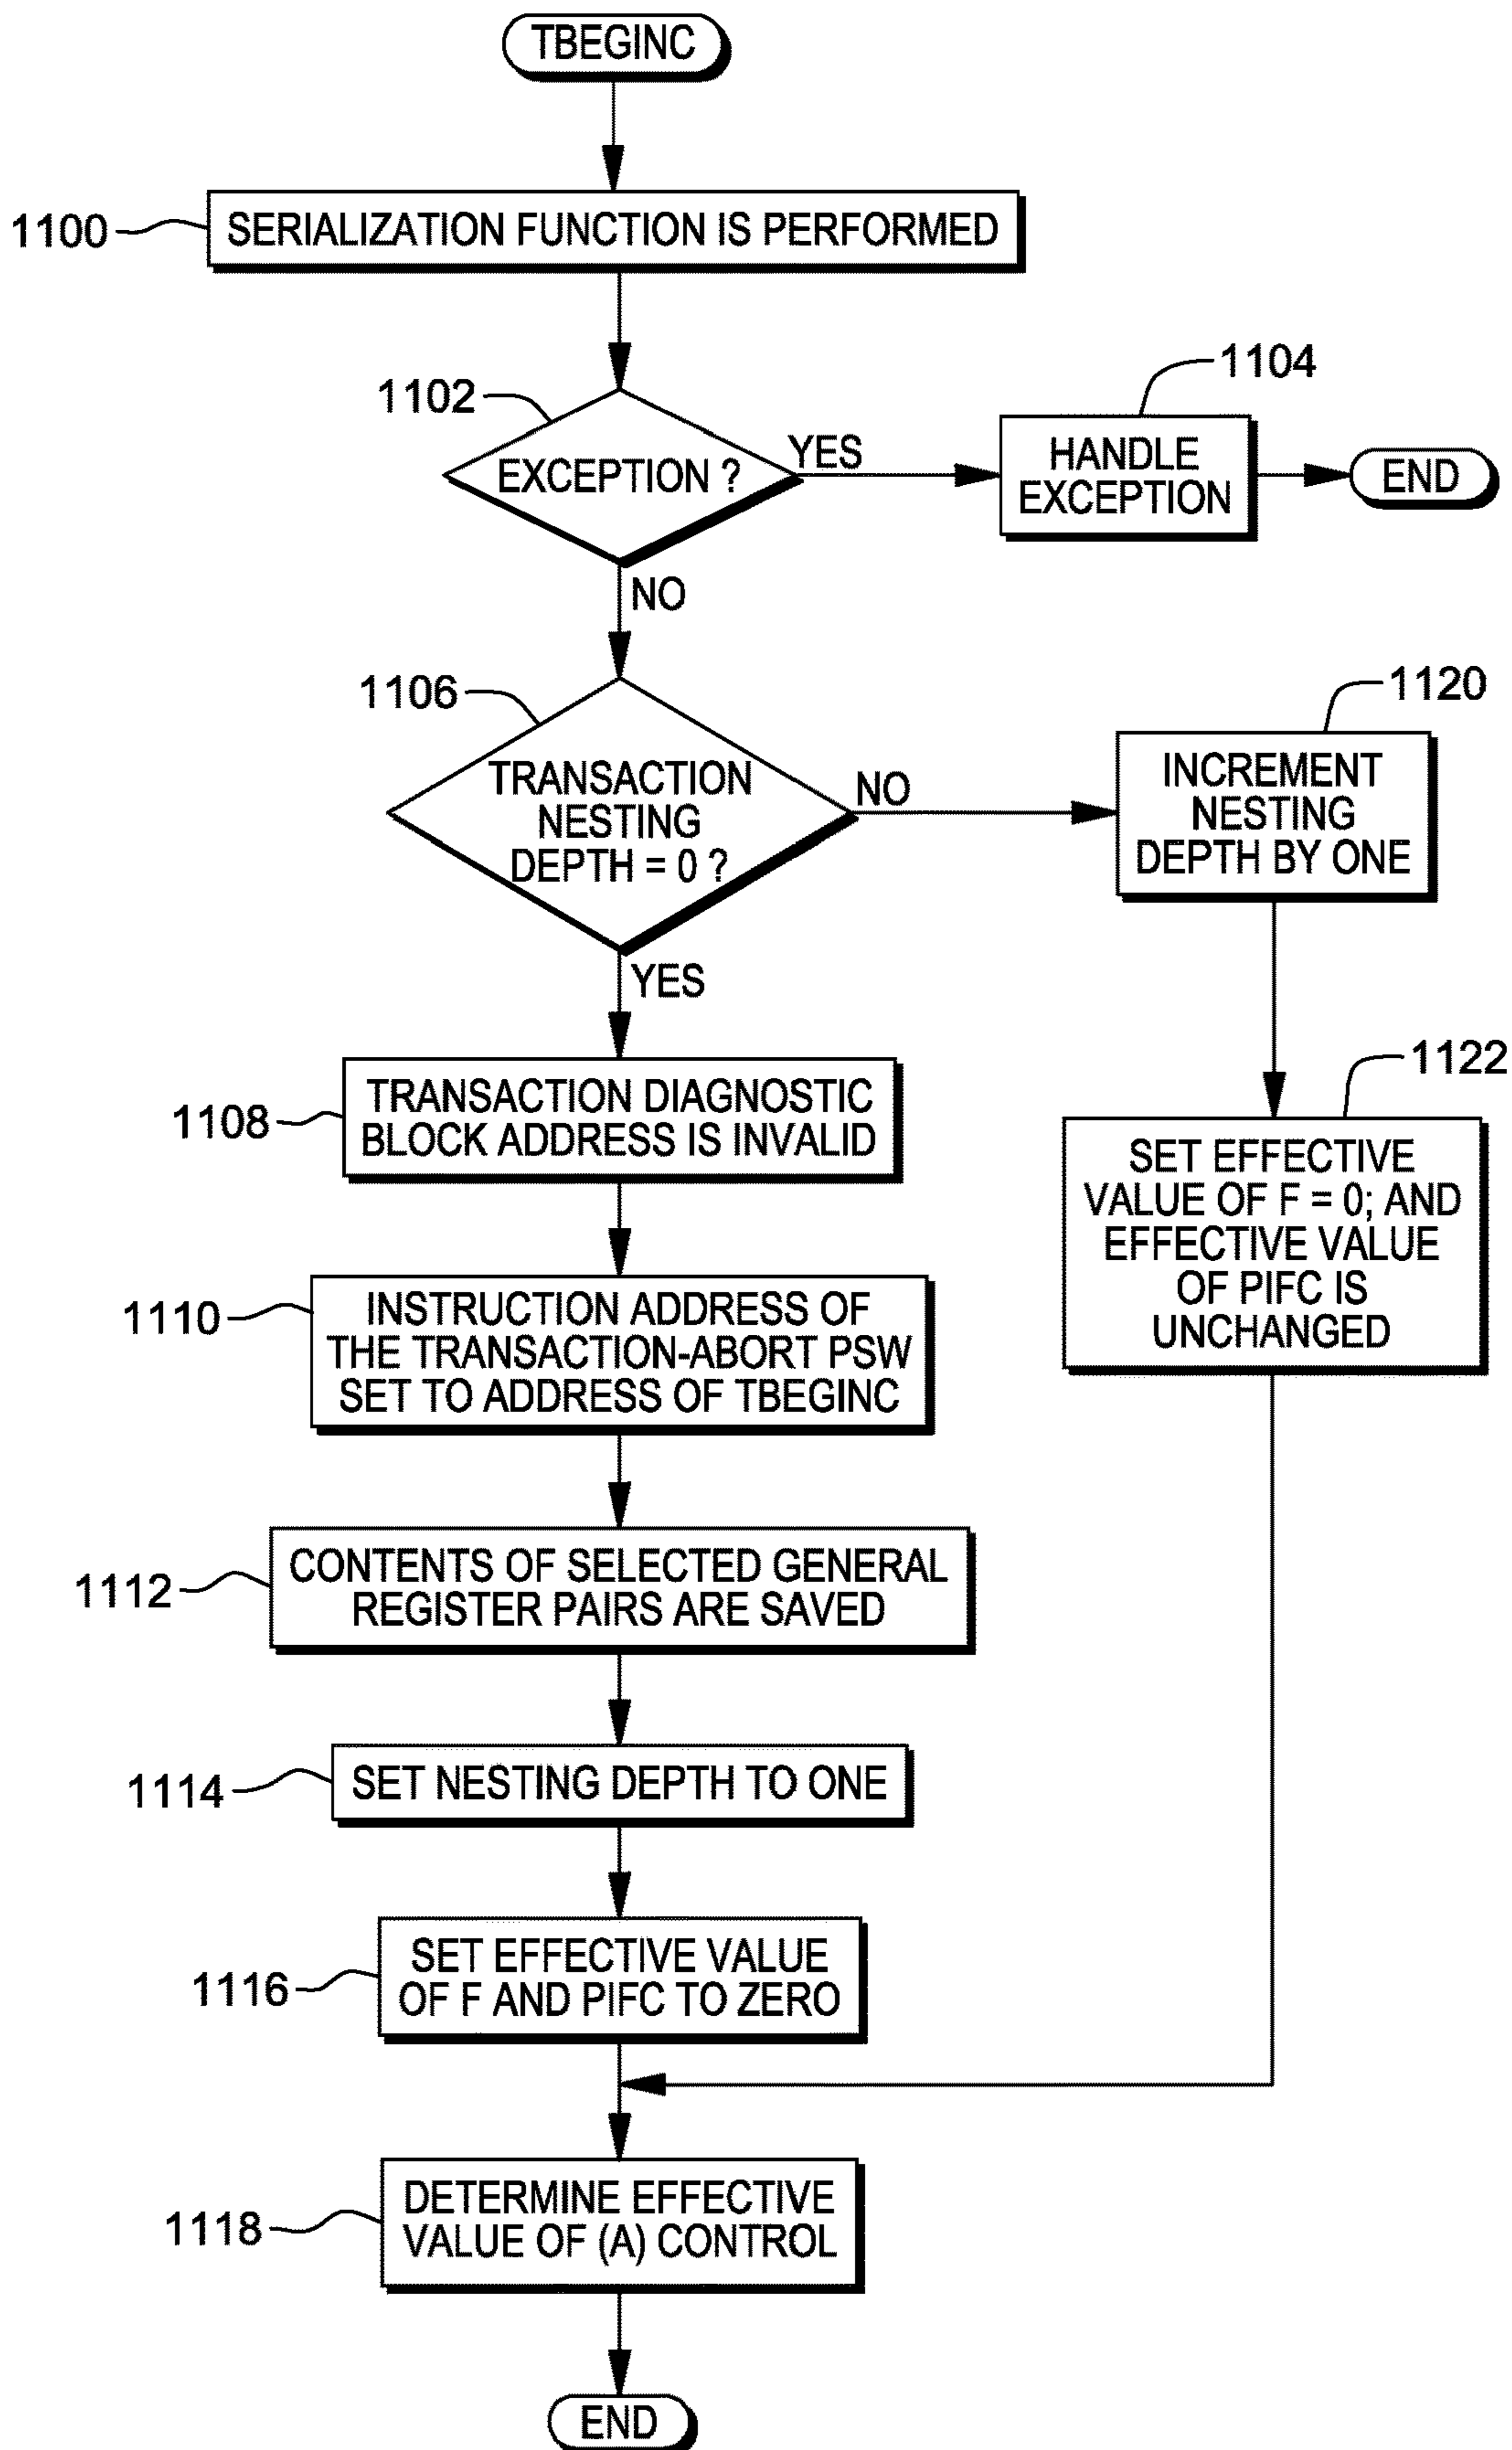 TBEGINC
1100
SERIALIZATION FUNCTION IS PERFORMED
1102
EXCEPTION ?
YES
1104
HANDLE
EXCEPTION
END
NO
1106
TRANSACTION
NESTING
DEPTH = 0 ?
NO
1120
INCREMENT
NESTING
DEPTH BY ONE
YES
1122
SET EFFECTIVE
VALUE OF F = 0; AND
EFFECTIVE VALUE
OF PIFC IS
UNCHANGED
1108
TRANSACTION DIAGNOSTIC
BLOCK ADDRESS IS INVALID
1110
INSTRUCTION ADDRESS OF
THE TRANSACTION-ABORT PSW
SET TO ADDRESS OF TBEGINC
1112
CONTENTS OF SELECTED GENERAL
REGISTER PAIRS ARE SAVED
1114
SET NESTING DEPTH TO ONE
1116
SET EFFECTIVE VALUE
OF F AND PIFC TO ZERO
1118
DETERMINE EFFECTIVE
VALUE OF (A) CONTROL
END